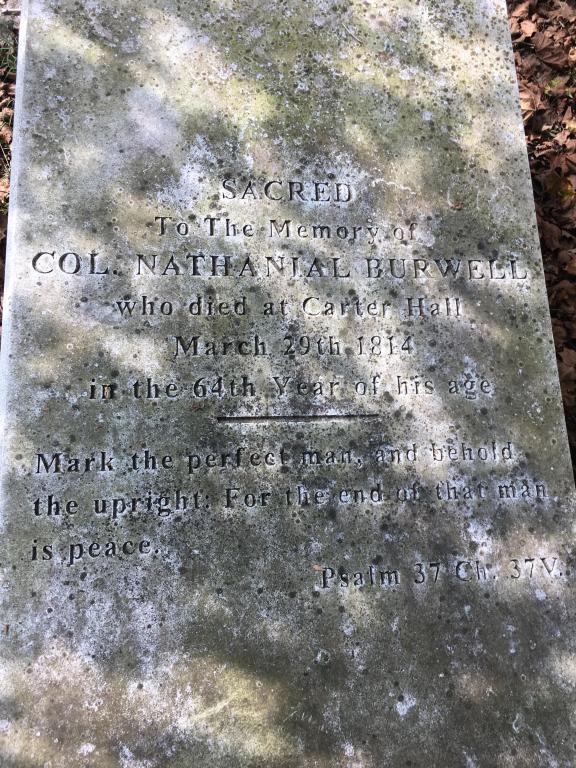 SACRED
To The Memory of
COL. NATHANIAL BURWELL
who died at Carter Hall
March 29th 1814
in the 64th Year of his age
Mark the perfect man, and behold
the upright: For the end of that man
is peace.
Psalm 37 Ch. 37V.